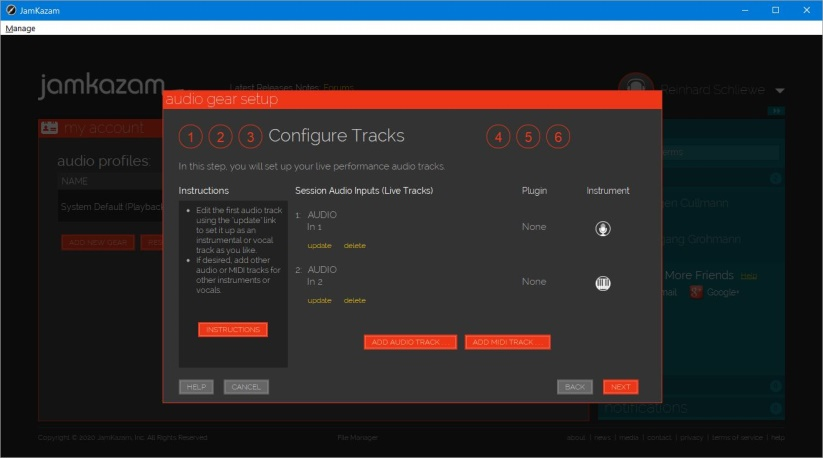 JamKazam
Manage
jamkazam
Latest Releases Notes Forums
Reinhard Schliewe
audio gear setup
my account
1 2 3 Configure Tracks 4 5 6
audio profiles:
In this step, you will set up your live performance audio tracks.
NAME
Instructions
Session Audio Inputs (Live Tracks)
Plugin
Instrument
System Default (Playback
• Edit the first audio track
using the 'update' link
to set it up as an
instrumental or vocal
track as you like.
• If desired, add other
audio or MIDI tracks for
other instruments or
vocals.
1: AUDIO
In 1
None
update delete
ADD NEW GEAR
2: AUDIO
In 2
None
update delete
Grohmann
More Friends
Google+
INSTRUCTIONS
ADD AUDIO TRACK
ADD MIDI TRACK
HELP
CANCEL
BACK
NEXT
notifications
Copyright © 2020 JamKazam, Inc. All Rights Reserved
File Manager
about | news | media | contact | privacy | terms of service | help